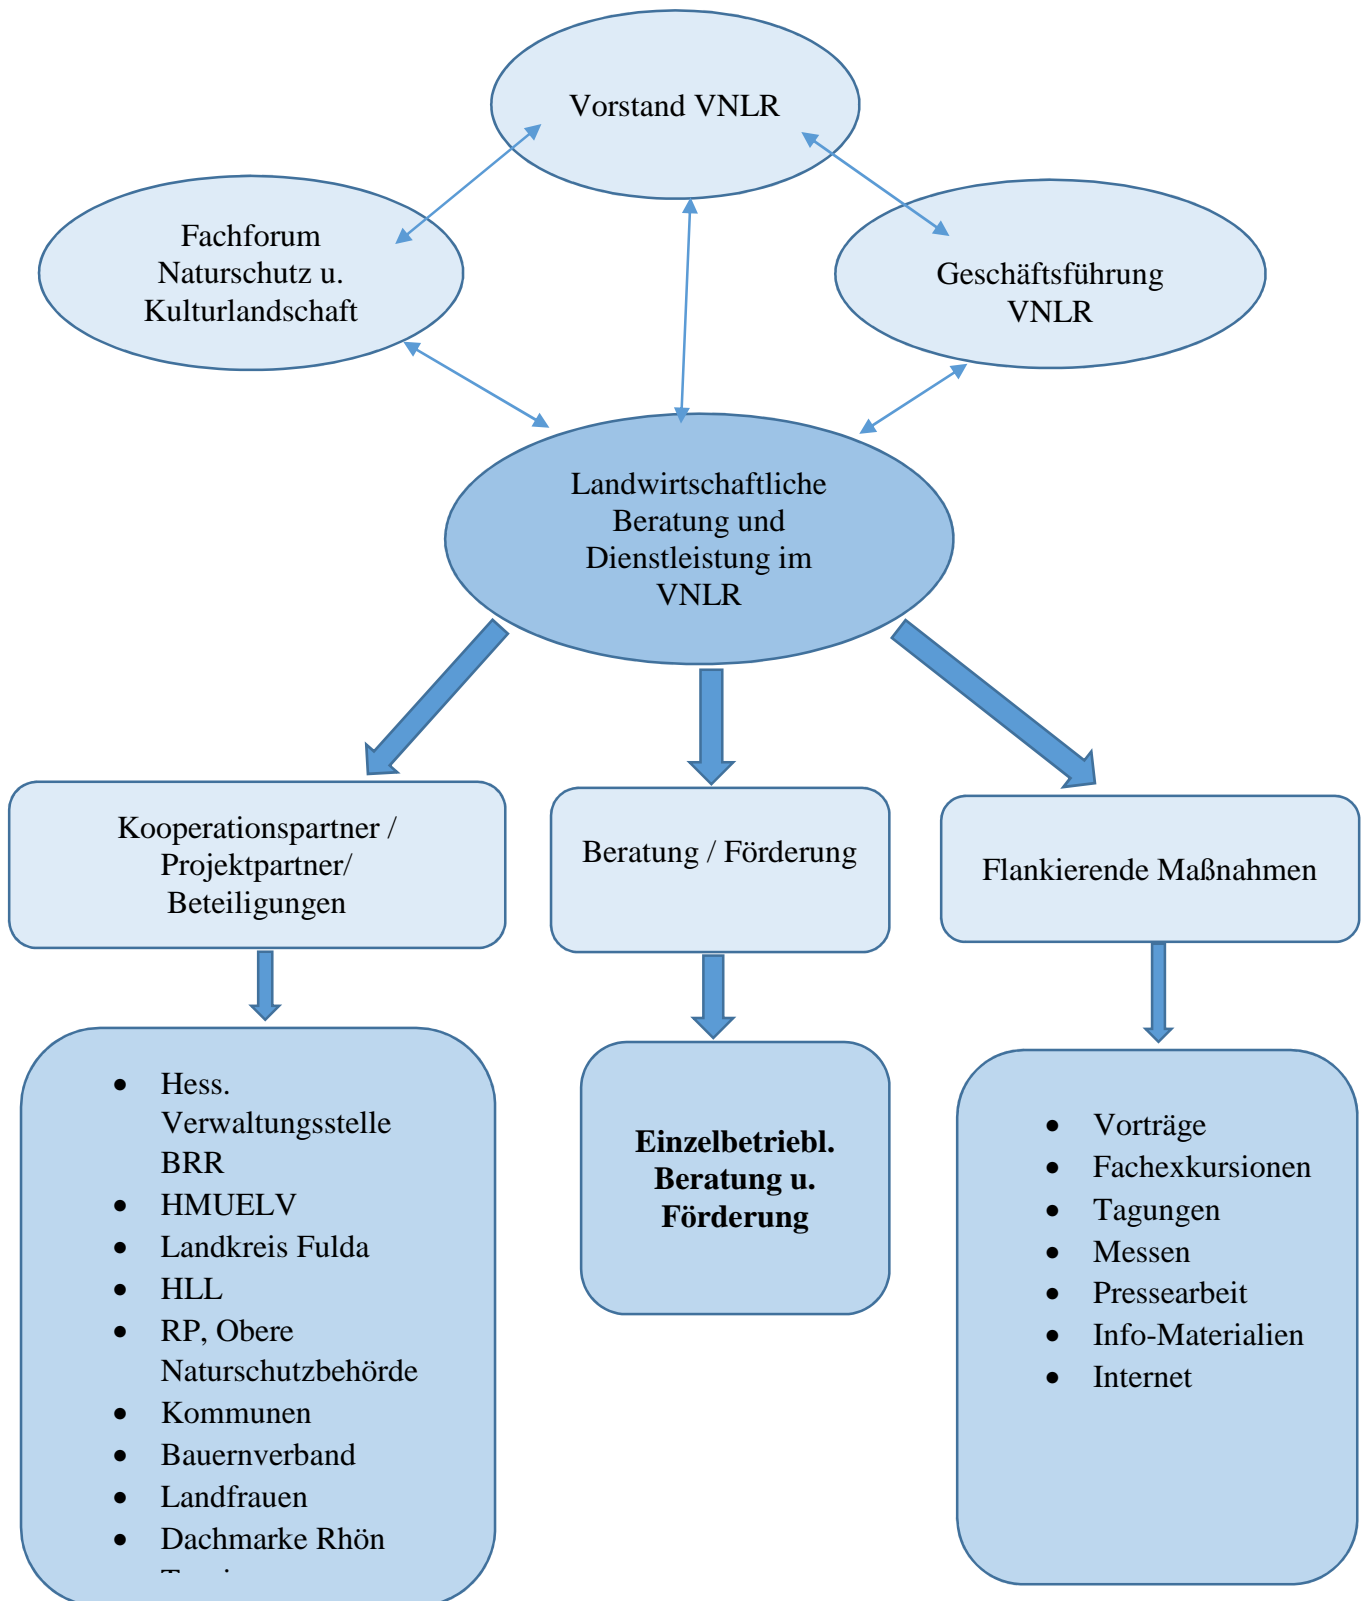 Vorstand VNLR
Fachforum
Naturschutz u.
Kulturlandschaft
Geschäftsführung
VNLR
Landwirtschaftliche
Beratung und
Dienstleistung im
VNLR
Kooperationspartner /
Projektpartner/
Beteiligungen
Beratung / Förderung
Flankierende Maßnahmen
• Hess.
Verwaltungsstelle
BRR
• HMUELV
• Landkreis Fulda
• HLL
• RP, Obere
Naturschutzbehörde
• Kommunen
• Bauernverband
• Landfrauen
• Dachmarke Rhön
Einzelbetriebl.
Beratung u.
Förderung
• Vorträge
• Fachexkursionen
• Tagungen
• Messen
• Pressearbeit
• Info-Materialien
• Internet